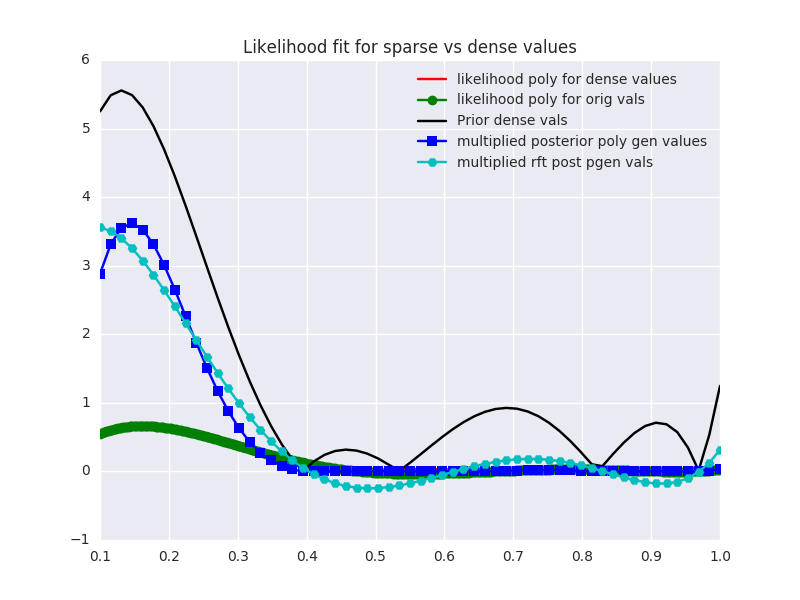 Likelihood fit for sparse vs dense values
likelihood poly for dense values
likelihood poly for orig vals
Prior dense vals
multiplied posterior poly gen values
multiplied rft post pgen vals
6
5
4
3
2
1
0
−1
0.1 0.2 0.3 0.4 0.5 0.6 0.7 0.8 0.9 1.0